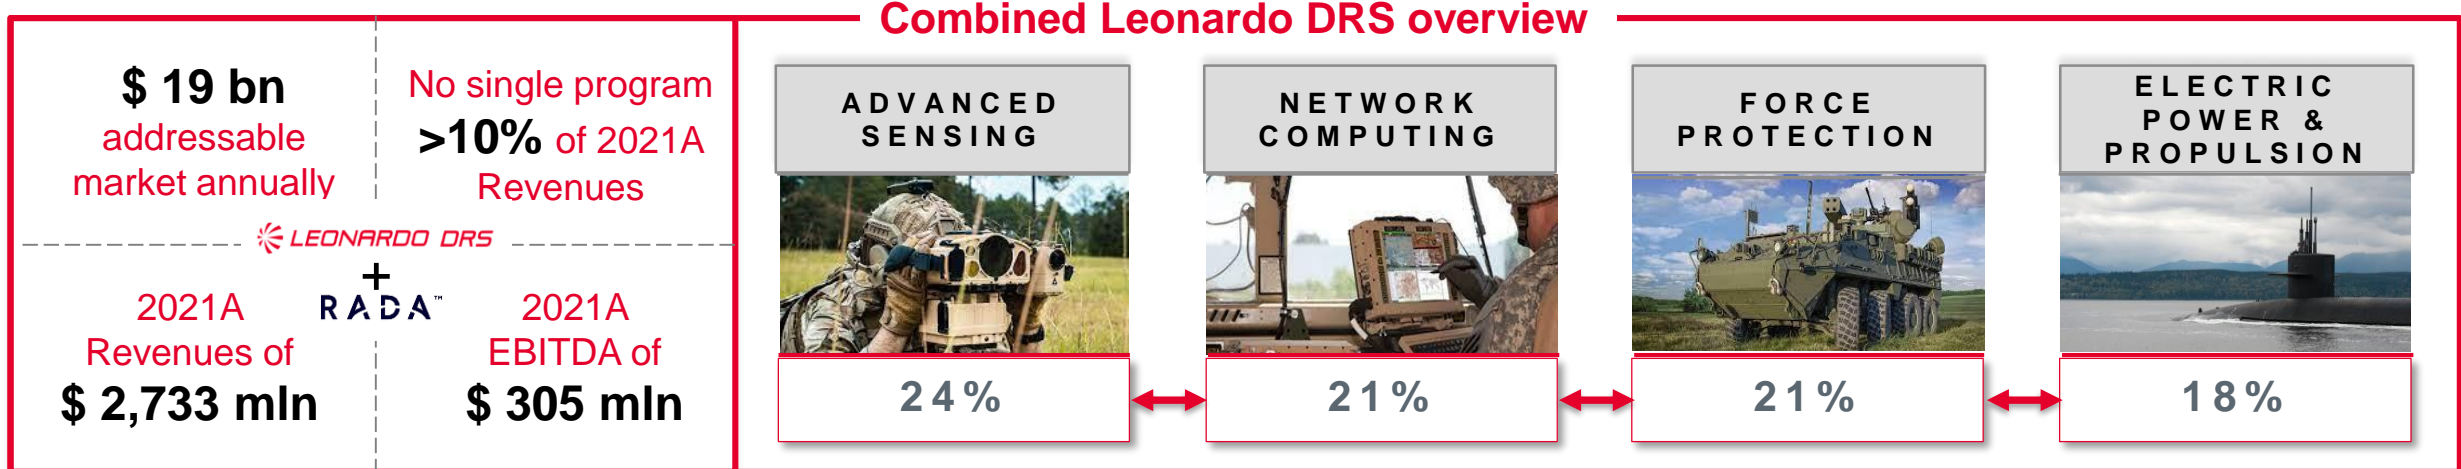 Combined Leonardo DRS overview
$ 19 bn
addressable
market annually
No single program
>10% of 2021A
Revenues
LEONARDO DRS
+
RADA™
2021A
Revenues of
$ 2,733 mln
2021A
EBITDA of
$ 305 mln
ADVANCED
SENSING
24%
NETWORK
COMPUTING
21%
FORCE
PROTECTION
21%
ELECTRIC
POWER &
PROPULSION
18%